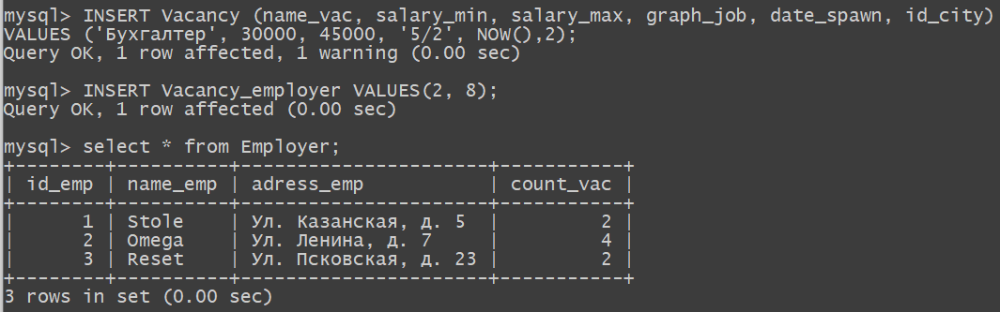 mysql> INSERT Vacancy (name_vac, salary_min, salary_max, graph_job, date_spawn, id_city)
VALUES ('Бухгалтер', 30000, 45000, '5/2', NOW(),2);
Query OK, 1 row affected, 1 warning (0.00 sec)
mysql> INSERT Vacancy_employer VALUES(2, 8);
Query OK, 1 row affected (0.00 sec)
mysql> select * from Employer;
+--------+----------+----------------------+-----------+
| id_emp | name_emp | adress_emp           | count_vac |
+--------+----------+----------------------+-----------+
|      1 | Stole    | Ул. Казанская, д. 5  |         2 |
|      2 | Omega    | Ул. Ленина, д. 7     |         4 |
|      3 | Reset    | Ул. Псковская, д. 23 |         2 |
+--------+----------+----------------------+-----------+
3 rows in set (0.00 sec)